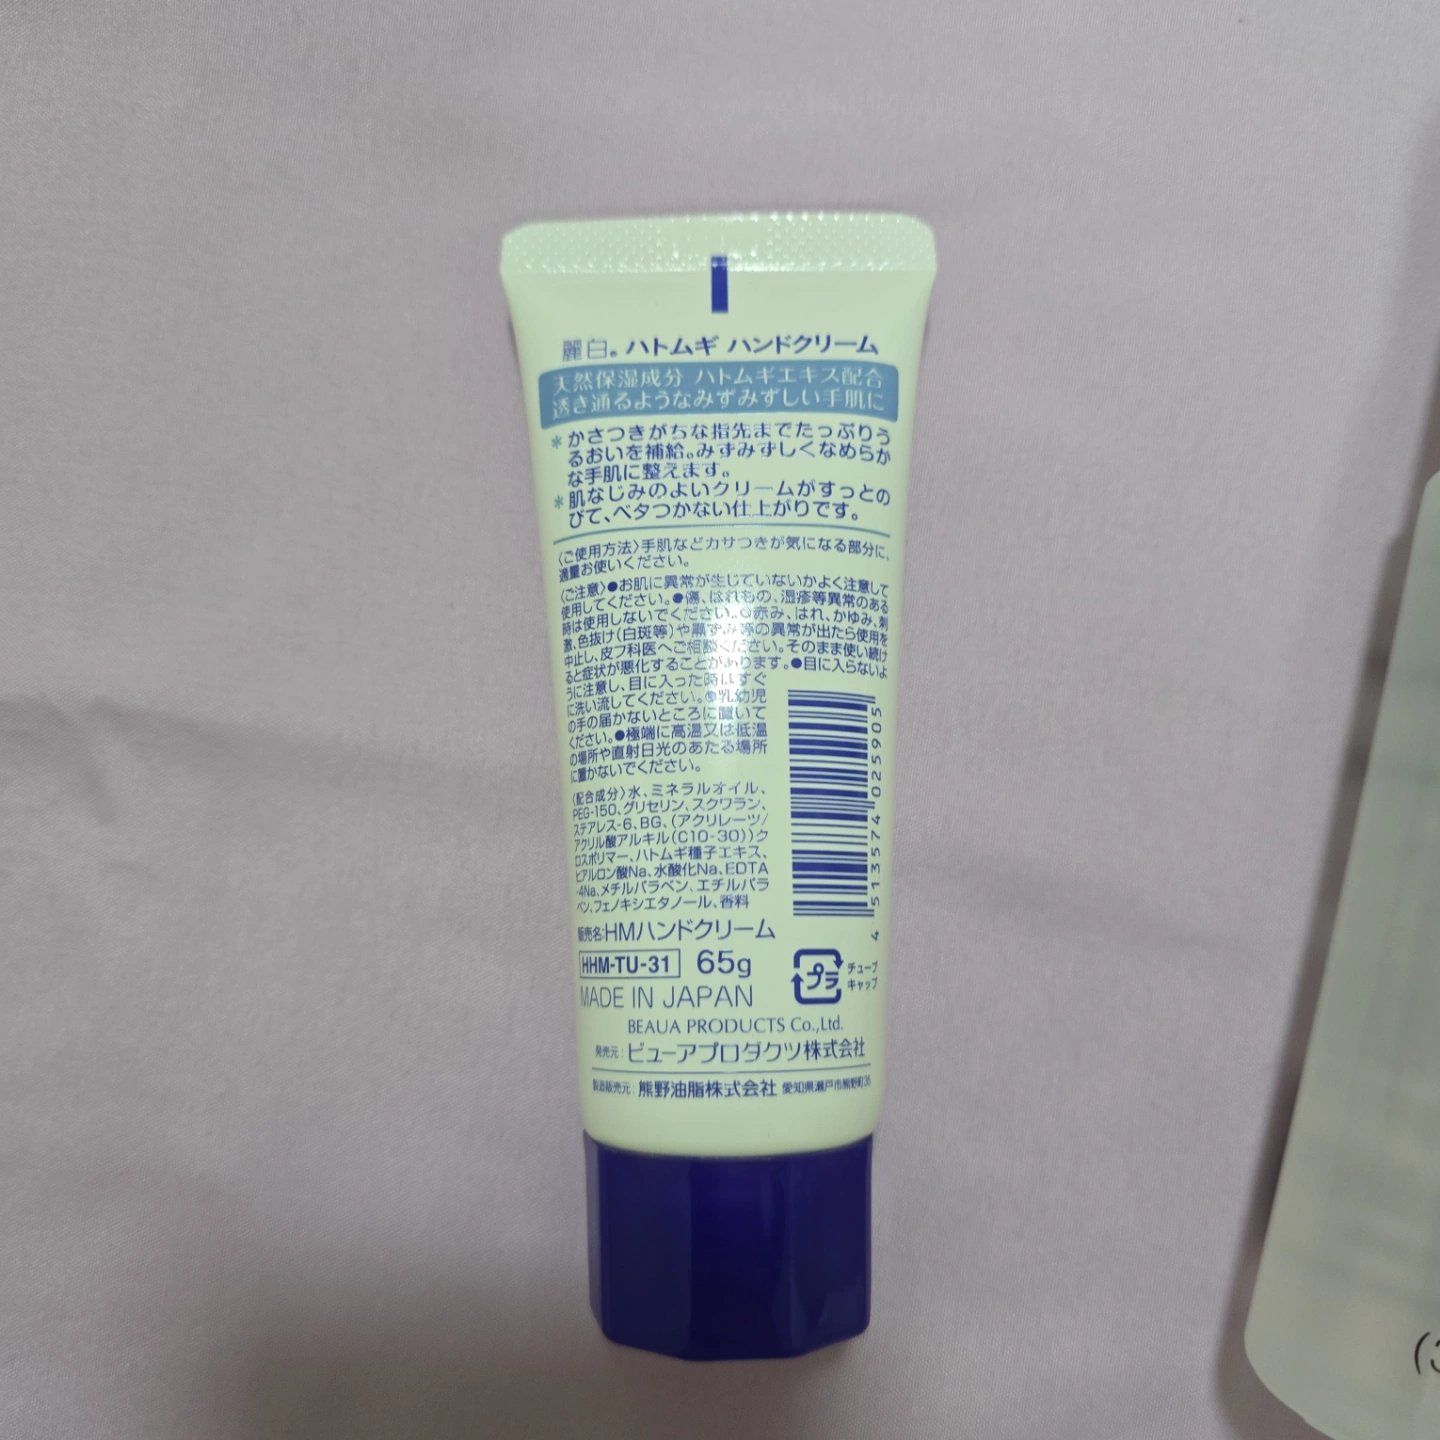 麗白。ハトムギ ハンドクリーム
天然保湿成分 ハトムギエキス配合
透き通るようなみずみずしい手肌に
*かさつきがちな指先までたっぷりう
るおいを補給。みずみずしくなめらか
な手肌に整えます。
*肌なじみのよいクリームがすっとの
びて、ベタつかない仕上がりです。
〈ご使用方法〉手肌などカサつきが気になる部分に、
適量お使いください。
〈ご注意〉●お肌に異常が生じていないかよく注意して
使用してください。●傷、はれもの、湿疹等異常のある
時は使用しないでください。●赤み、はれ、かゆみ、刺
激、色抜け(白斑等)や黒ずみ等の異常が出たら使用を
中止し、皮フ科医へご相談ください。そのまま使い続け
ると症状が悪化することがあります。●目に入らないよ
うに注意し、目に入った時はすぐ
に洗い流してください。●乳幼児
の手の届かないところに置いて
ください。●極端に高温又は低温
の場所や直射日光のあたる場所
に置かないでください。
〈配合成分〉水、ミネラルオイル、
PEG-150、グリセリン、スクワラン、
ステアレス-6、BG、(アクリレーツ/
アクリル酸アルキル(C10-30))ク
ロスポリマー、ハトムギ種子エキス、
ヒアルロン酸Na、水酸化Na、EDTA
-4Na、メチルパラベン、エチルパラ
ベン、フェノキシエタノール、香料
販売名:HMハンドクリーム
HHM-TU-31 65g
MADE IN JAPAN
4 513574 025905
プラ
チューブ
キャップ
BEAUA PRODUCTS Co.,Ltd.
発売元:ビューアプロダクツ株式会社
製造販売元:熊野油脂株式会社 愛知県瀬戸市熊野町35
(3